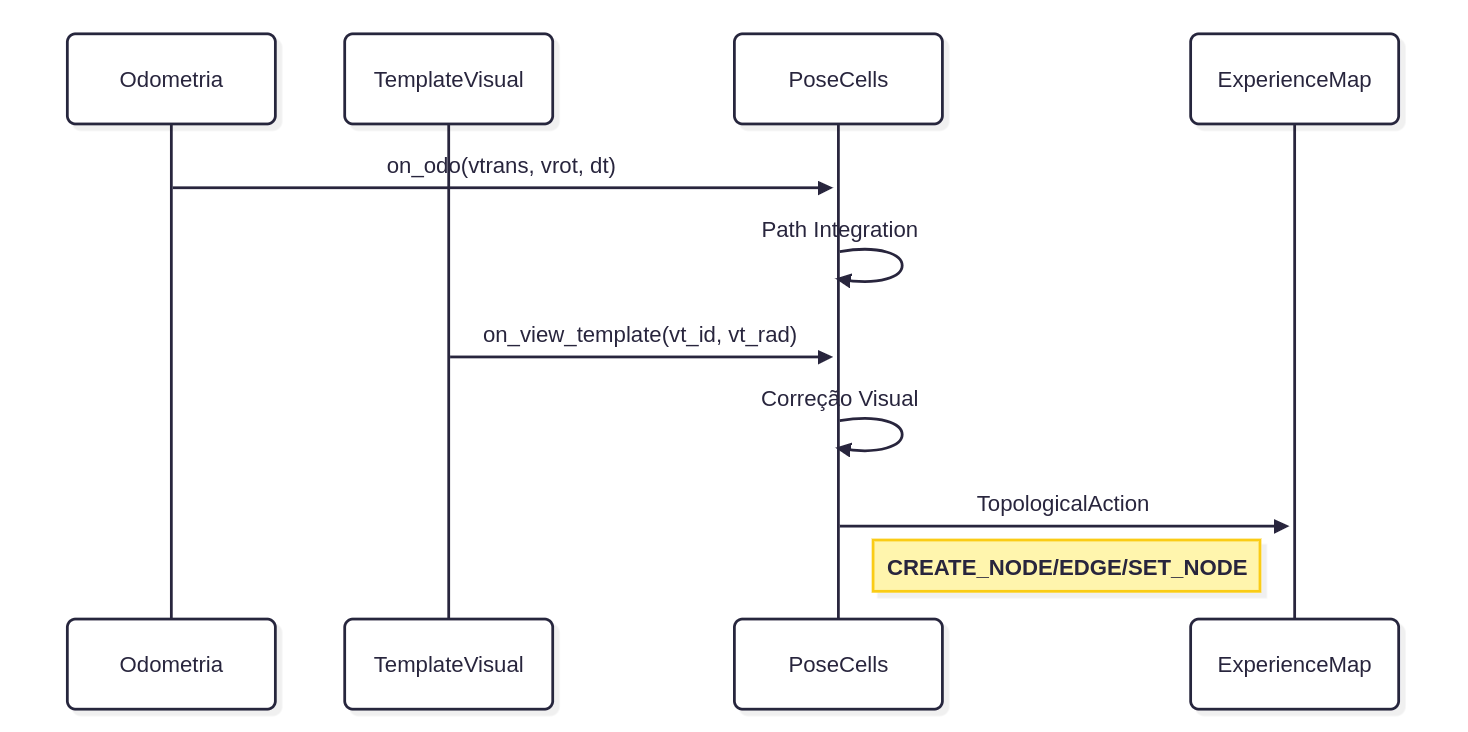 Odometria
TemplateVisual
PoseCells
ExperienceMap
on_odo(vtrans, vrot, dt)
Path Integration
on_view_template(vt_id, vt_rad)
Correção Visual
TopologicalAction
CREATE_NODE/EDGE/SET_NODE
Odometria
TemplateVisual
PoseCells
ExperienceMap